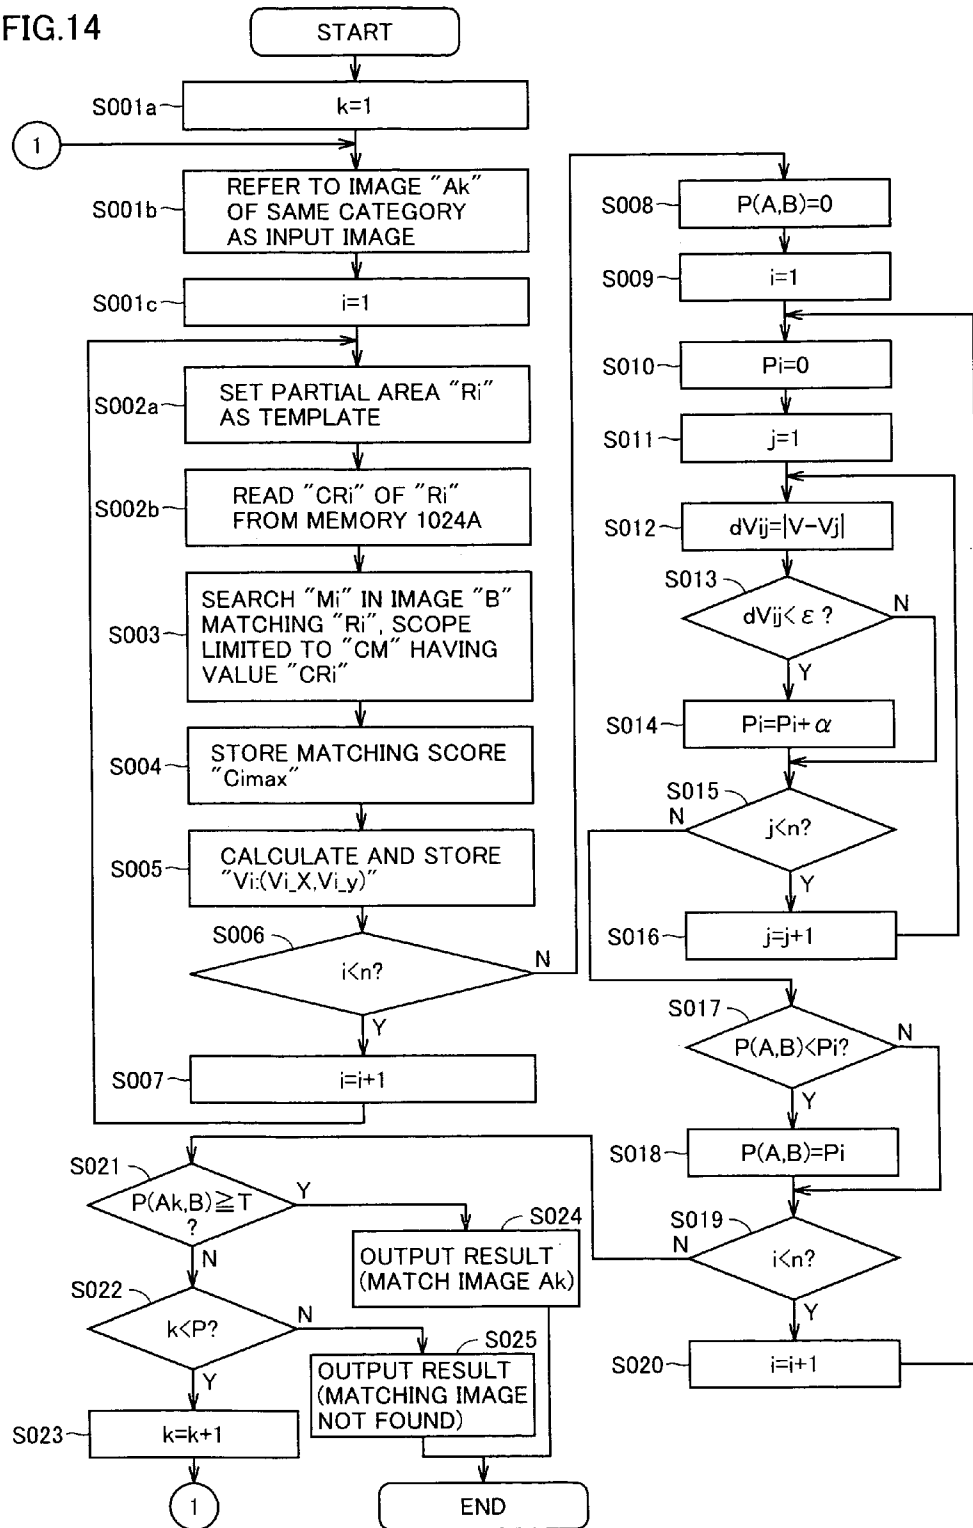 FIG.14
START
S001a
k=1
1
S001b
REFER TO IMAGE "Ak"
OF SAME CATEGORY
AS INPUT IMAGE
S001c
i=1
S002a
SET PARTIAL AREA "Ri"
AS TEMPLATE
S002b
READ "CRi" OF "Ri"
FROM MEMORY 1024A
S003
SEARCH "Mi" IN IMAGE "B"
MATCHING "Ri", SCOPE
LIMITED TO "CM" HAVING
VALUE "CRi"
S004
STORE MATCHING SCORE
"Cimax"
S005
CALCULATE AND STORE
"Vi:(Vi_X,Vi_y)"
S006
i<n?
N
Y
S007
i=i+1
S008
P(A,B)=0
S009
i=1
S010
Pi=0
S011
j=1
S012
dVij=|V-Vj|
S013
dVij<ε?
N
Y
S014
Pi=Pi+α
S015
N
j<n?
Y
S016
j=j+1
S017
P(A,B)<Pi?
N
Y
S018
P(A,B)=Pi
S019
N
i<n?
Y
S020
i=i+1
S021
P(Ak,B)≧T
?
Y
N
S024
OUTPUT RESULT
(MATCH IMAGE Ak)
S022
k<P?
N
Y
S025
OUTPUT RESULT
(MATCHING IMAGE
NOT FOUND)
S023
k=k+1
1
END